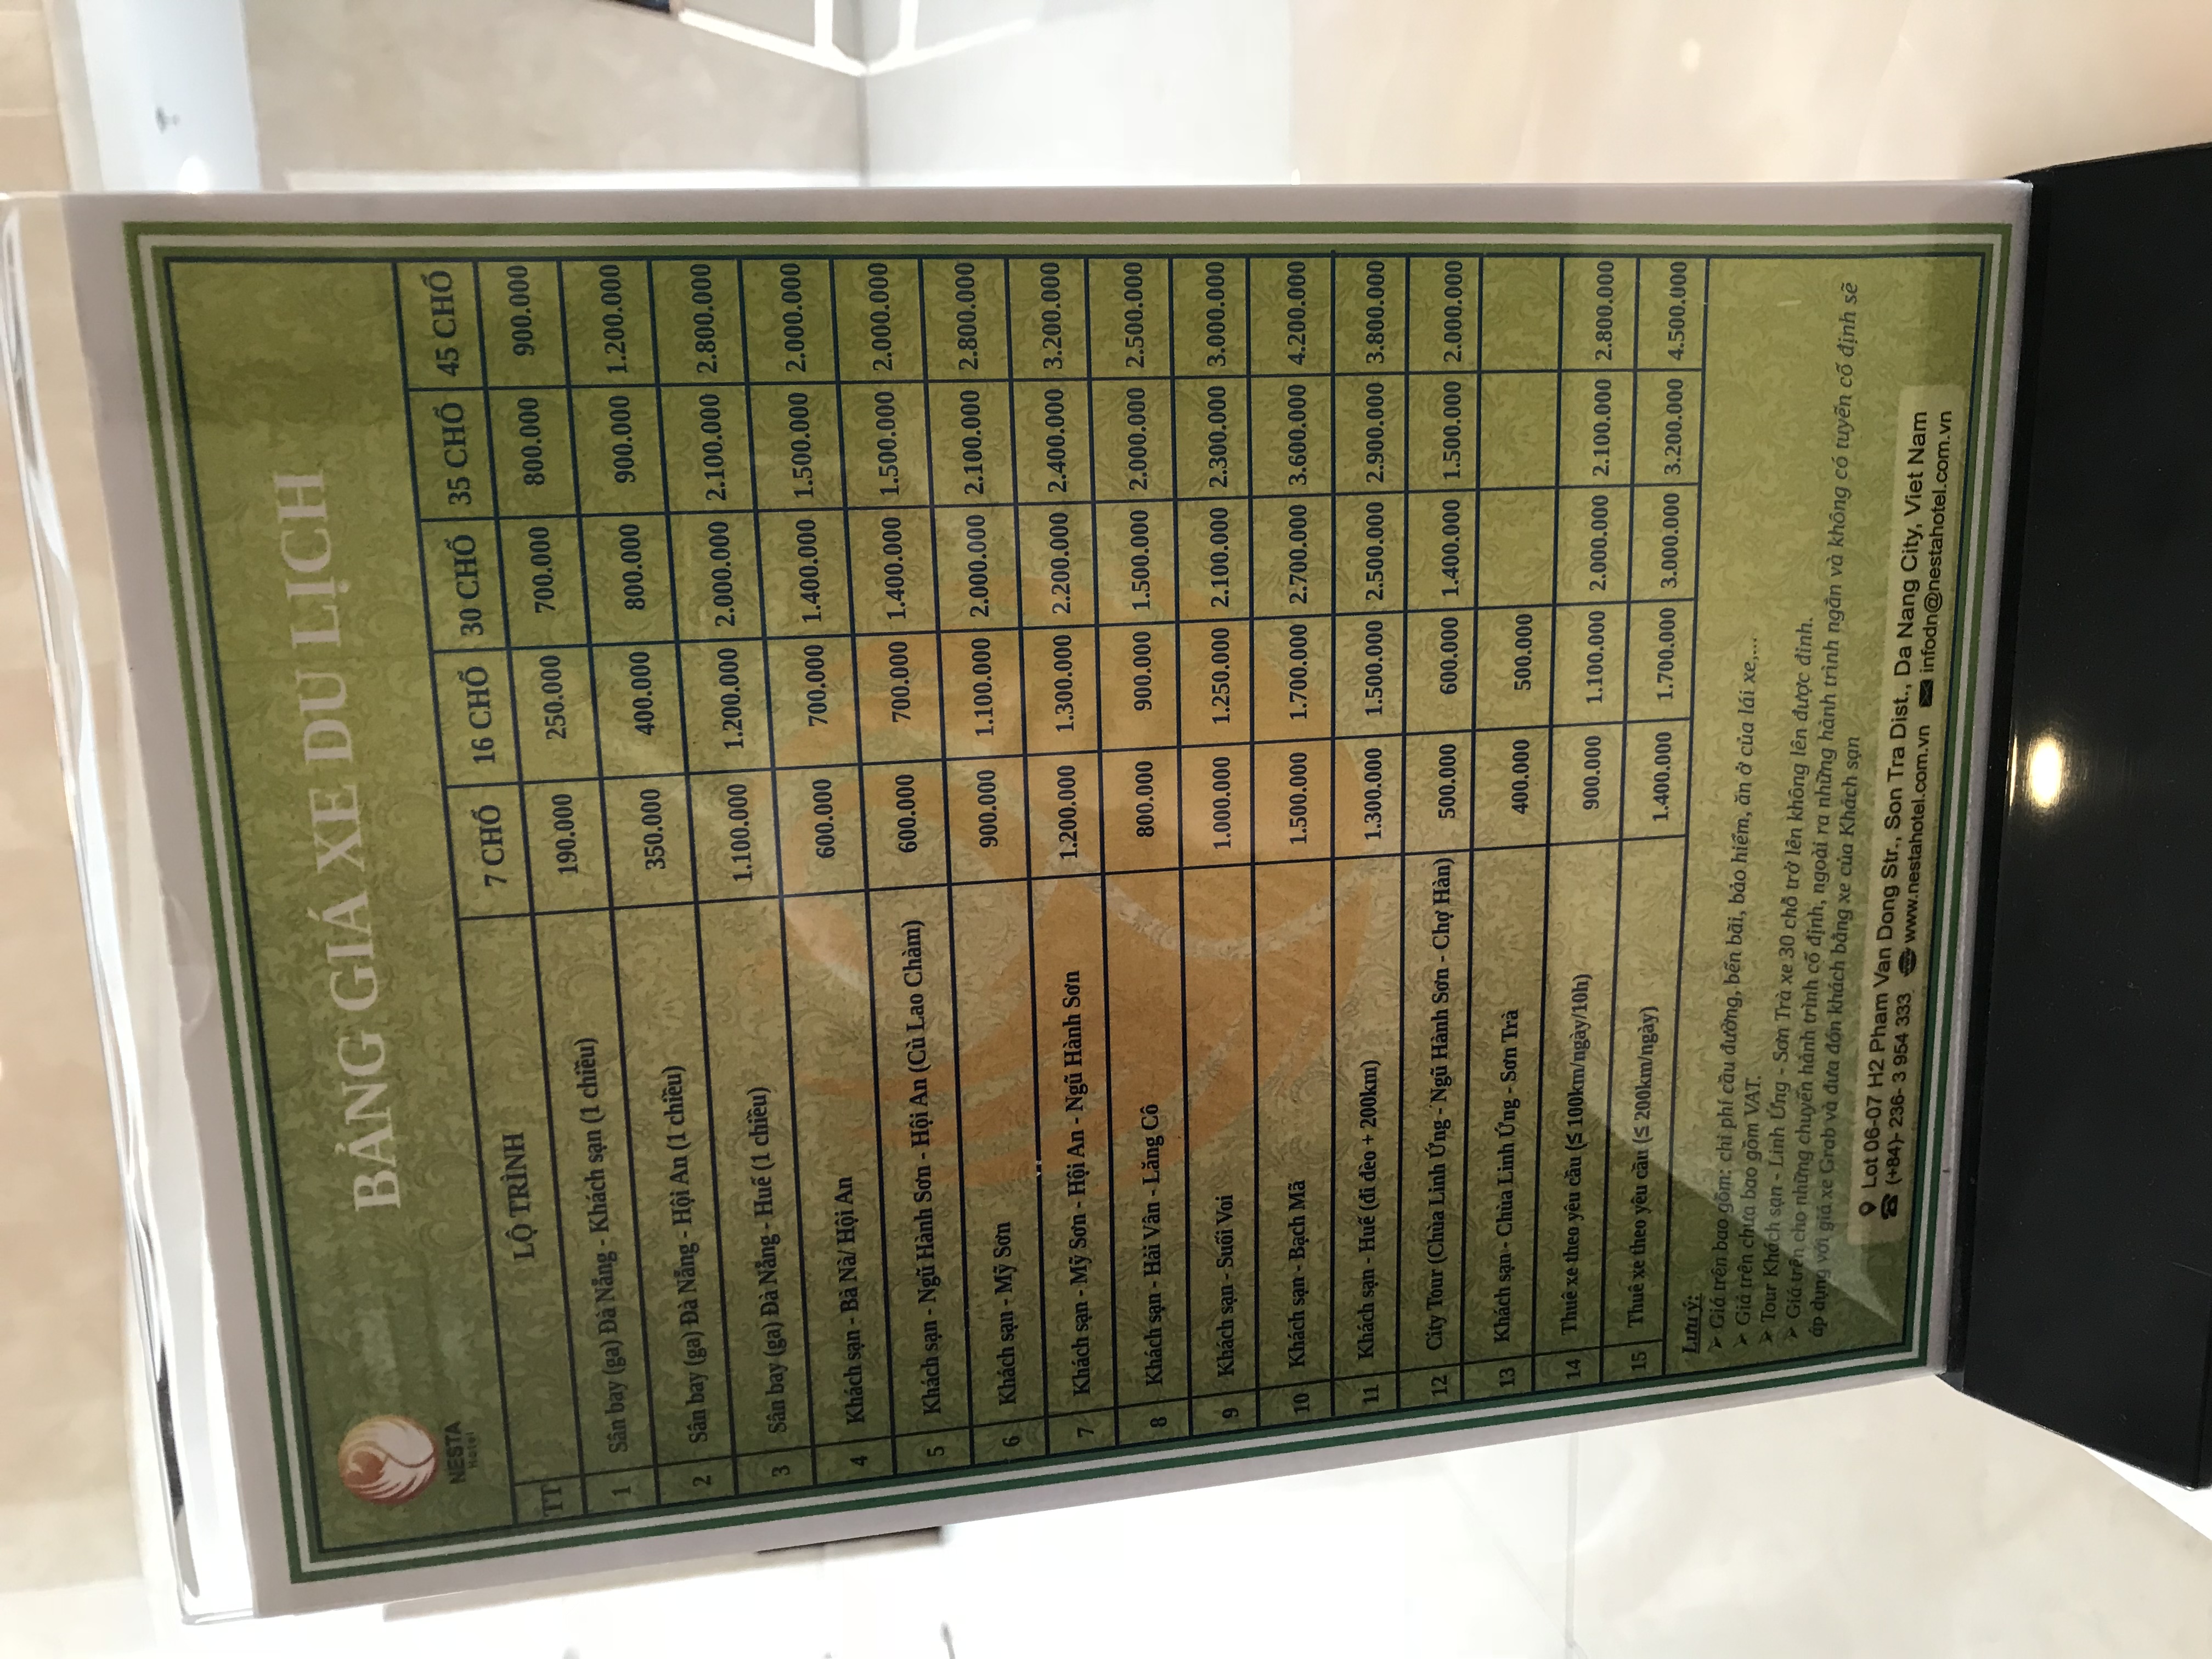 NESTA
Hotel
BẢNG GIÁ XE DU LỊCH
TT LỘ TRÌNH 7 CHỖ 16 CHỖ 30 CHỖ 35 CHỖ 45 CHỖ
1 Sân bay (ga) Đà Nẵng - Khách sạn (1 chiều) 190.000 250.000 700.000 800.000 900.000
2 Sân bay (ga) Đà Nẵng - Hội An (1 chiều) 350.000 400.000 800.000 900.000 1.200.000
3 Sân bay (ga) Đà Nẵng - Huế (1 chiều) 1.100.000 1.200.000 2.000.000 2.100.000 2.800.000
4 Khách sạn - Bà Nà/ Hội An 600.000 700.000 1.400.000 1.500.000 2.000.000
5 Khách sạn - Ngũ Hành Sơn - Hội An (Cù Lao Chàm) 600.000 700.000 1.400.000 1.500.000 2.000.000
6 Khách sạn - Mỹ Sơn 900.000 1.100.000 2.000.000 2.100.000 2.800.000
7 Khách sạn - Mỹ Sơn - Hội An - Ngũ Hành Sơn 1.200.000 1.300.000 2.200.000 2.400.000 3.200.000
8 Khách sạn - Hải Vân - Lăng Cô 800.000 900.000 1.500.000 2.000.000 2.500.000
9 Khách sạn - Suối Voi 1.000.000 1.250.000 2.100.000 2.300.000 3.000.000
10 Khách sạn - Bạch Mã 1.500.000 1.700.000 2.700.000 3.600.000 4.200.000
11 Khách sạn - Huế (đi đèo + 200km) 1.300.000 1.500.000 2.500.000 2.900.000 3.800.000
12 City Tour (Chùa Linh Ứng - Ngũ Hành Sơn - Chợ Hàn) 500.000 600.000 1.400.000 1.500.000 2.000.000
13 Khách sạn - Chùa Linh Ứng - Sơn Trà 400.000 500.000
14 Thuê xe theo yêu cầu (≤ 100km/ngày/10h) 900.000 1.100.000 2.000.000 2.100.000 2.800.000
15 Thuê xe theo yêu cầu (≤ 200km/ngày) 1.400.000 1.700.000 3.000.000 3.200.000 4.500.000
Lưu ý:
➢ Giá trên bao gồm: chi phí cầu đường, bến bãi, bảo hiểm, ăn ở của lái xe,...
➢ Giá trên chưa bao gồm VAT.
➢ Tour Khách sạn - Linh Ứng - Sơn Trà xe 30 chỗ trở lên không lên được đỉnh.
➢ Giá trên cho những chuyến hành trình cố định, ngoài ra những hành trình ngắn và không có tuyến cố định sẽ
áp dụng với giá xe Grab và đưa đón khách bằng xe của Khách sạn
Lot 06-07 H2 Pham Van Dong Str., Son Tra Dist., Da Nang City, Viet Nam
(+84)- 236- 3 954 333 www.nestahotel.com.vn infodn@nestahotel.com.vn